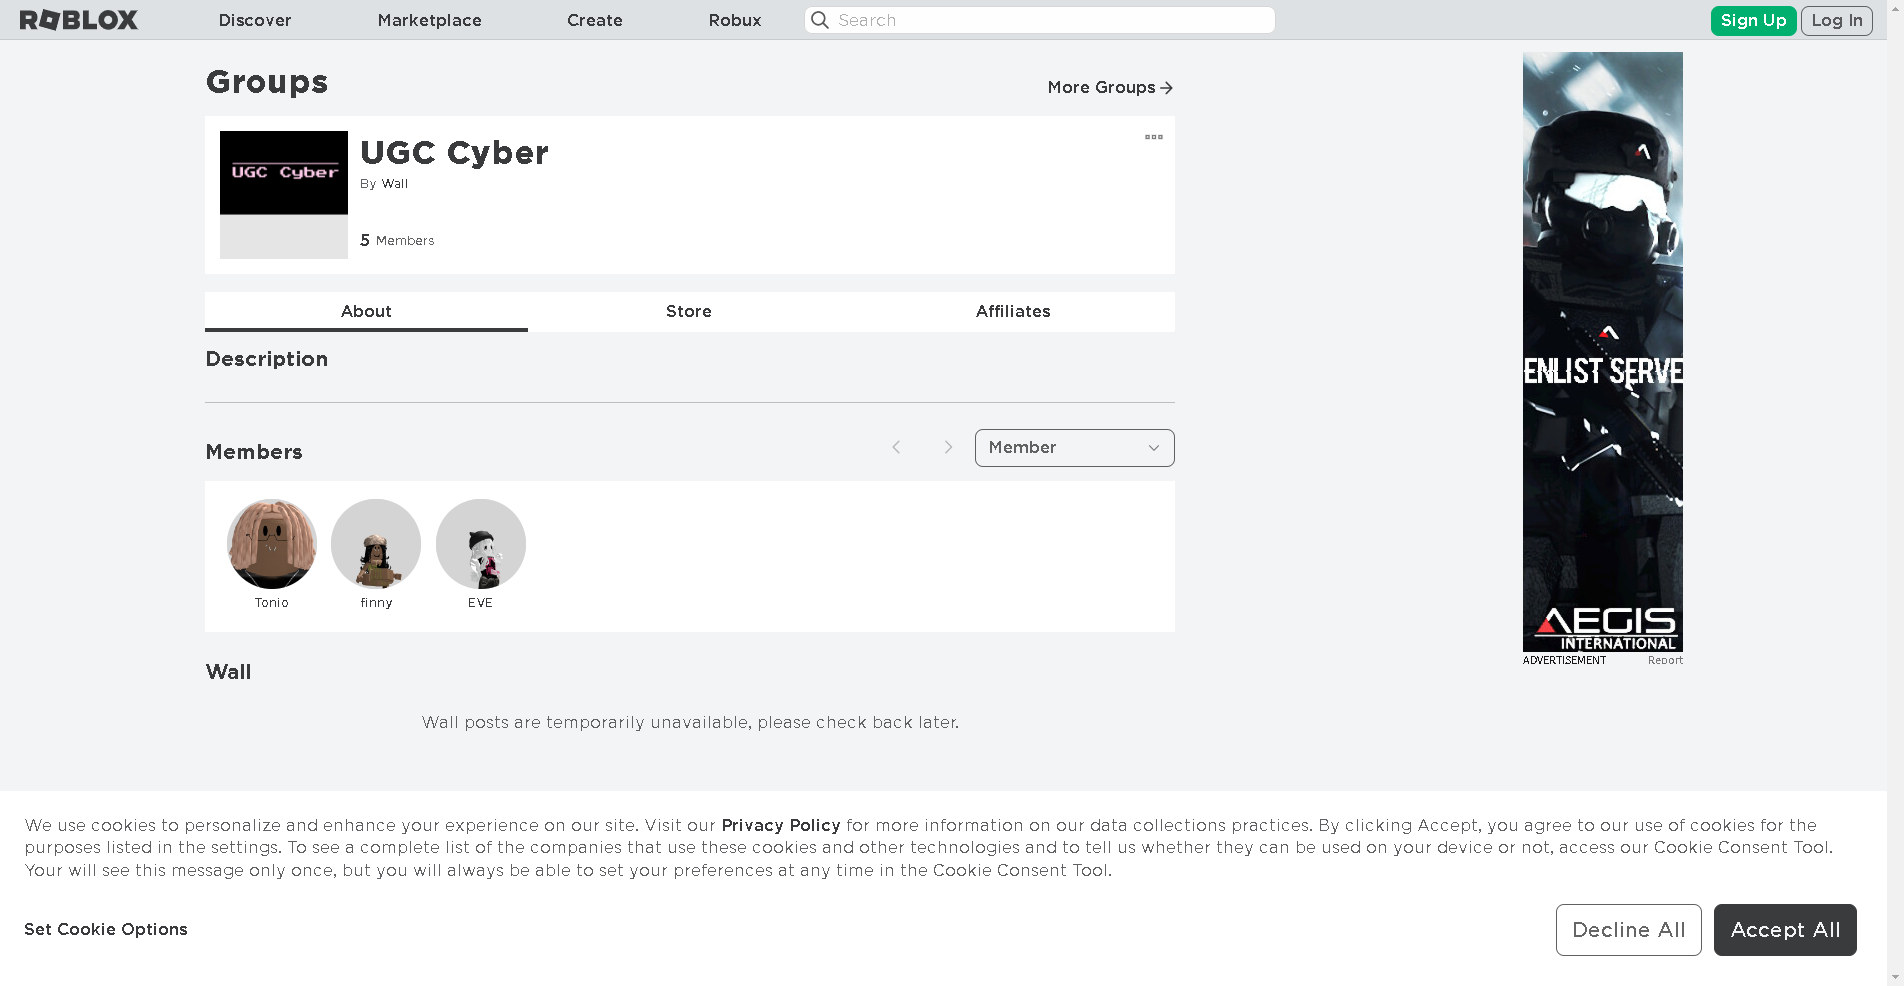 ROBLOX Discover Marketplace Create Robux Search Sign Up Log In
Groups
More Groups
UGC Cyber
UGC Cyber
By Wall
5 Members
About Store Affiliates
Description
Members
Member
Tonio finny EVE
Wall
Wall posts are temporarily unavailable, please check back later.
ENLIST SERVE
AEGIS
INTERNATIONAL
ADVERTISEMENT Report
We use cookies to personalize and enhance your experience on our site. Visit our Privacy Policy for more information on our data collections practices. By clicking Accept, you agree to our use of cookies for the
purposes listed in the settings. To see a complete list of the companies that use these cookies and other technologies and to tell us whether they can be used on your device or not, access our Cookie Consent Tool.
Your will see this message only once, but you will always be able to set your preferences at any time in the Cookie Consent Tool.
Set Cookie Options
Decline All Accept All